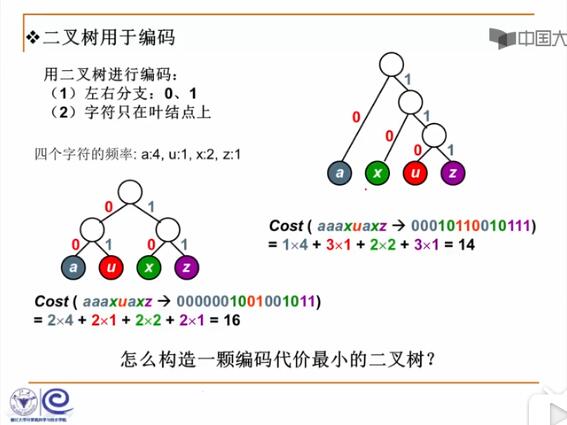 ❖二叉树用于编码
中国大
用二叉树进行编码：
（1）左右分支：0、1
（2）字符只在叶结点上
四个字符的频率: a:4, u:1, x:2, z:1
0 1
0 1
0 1
a x u z
0 1
0 1 0 1
a u x z
Cost ( aaaxuaxz → 00010110010111)
= 1×4 + 3×1 + 2×2 + 3×1 = 14
Cost ( aaaxuaxz → 0000001001001011)
= 2×4 + 2×1 + 2×2 + 2×1 = 16
怎么构造一颗编码代价最小的二叉树？